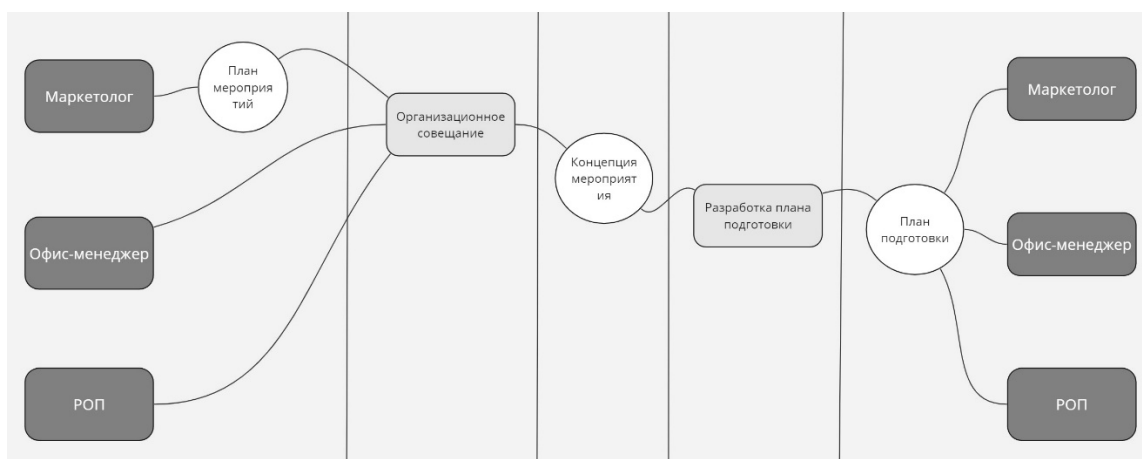 Маркетолог
План
мероприя
тий
Организационное
совещание
Офис-менеджер
РОП
Концепция
мероприят
ия
Разработка плана
подготовки
План
подготовки
Маркетолог
Офис-менеджер
РОП